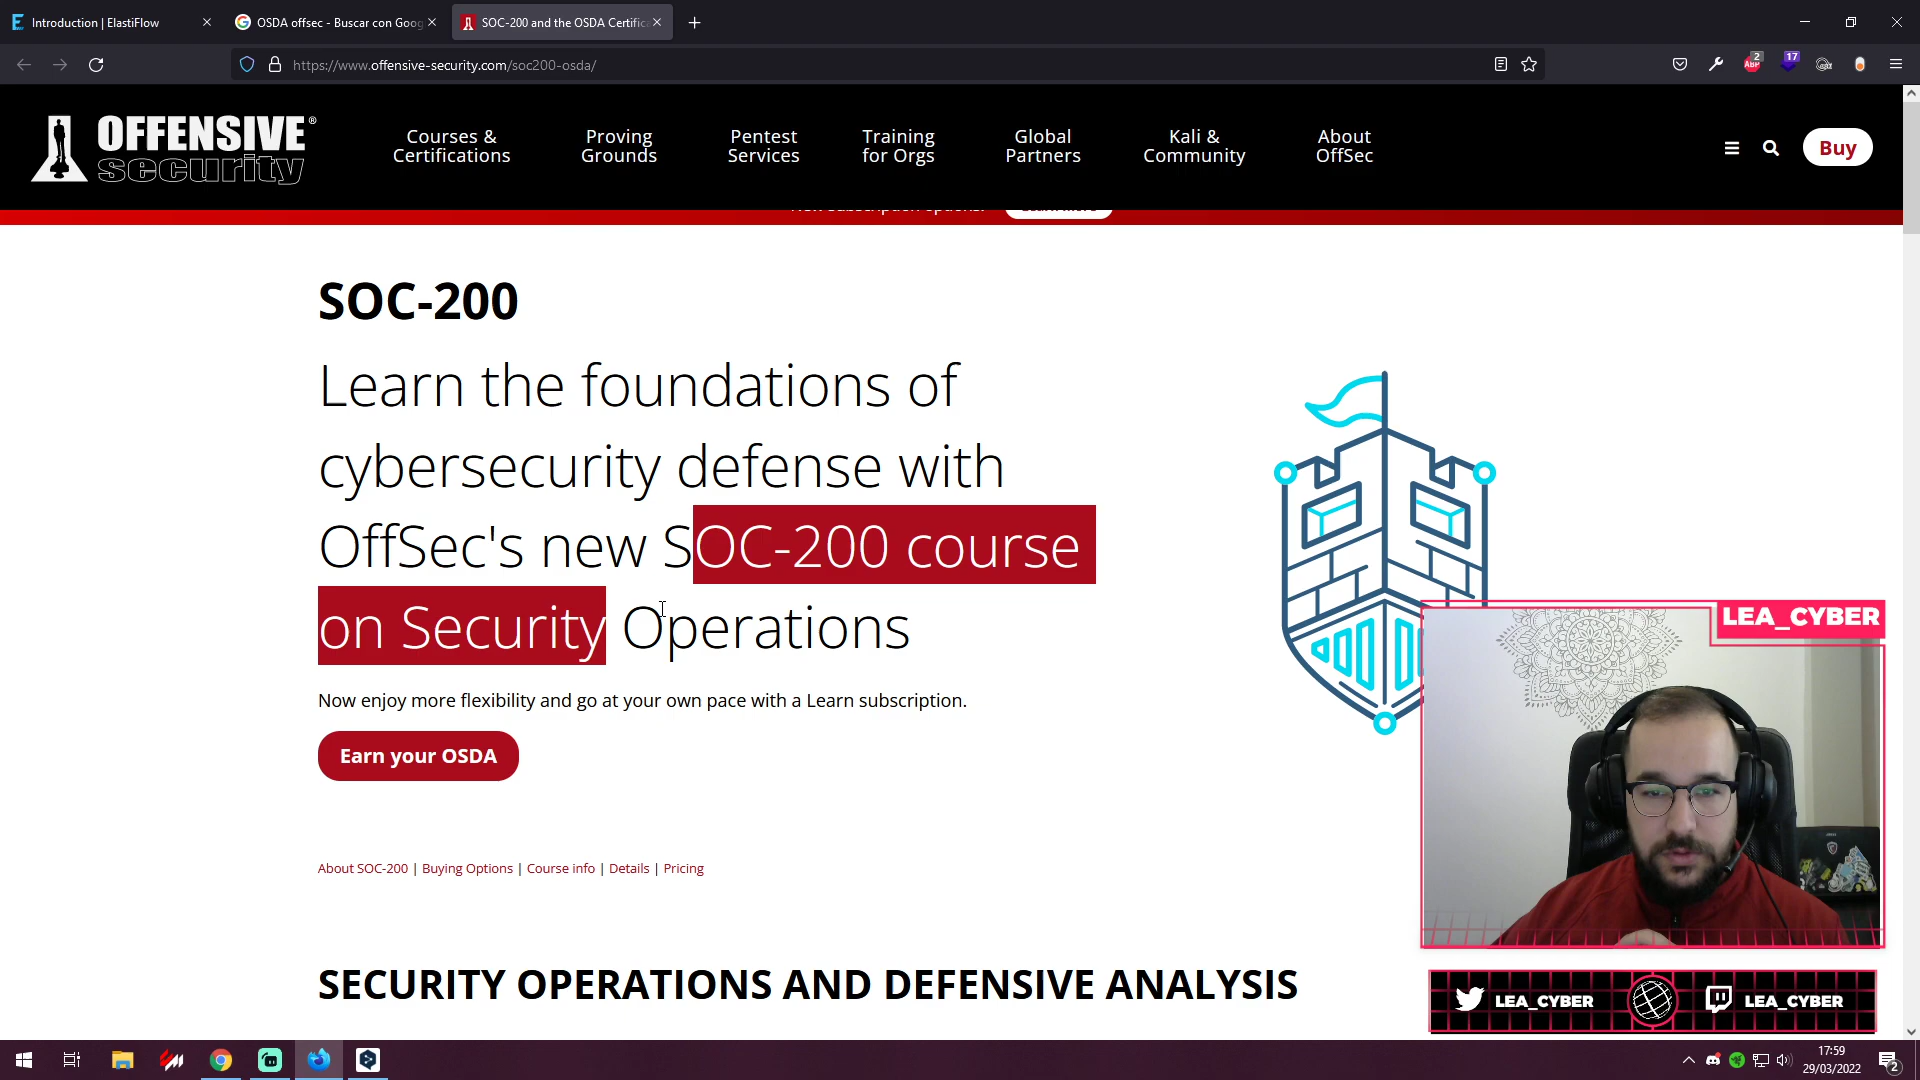 Introduction | ElastiFlow
OSDA offsec - Buscar con Goog
SOC-200 and the OSDA Certific
https://www.offensive-security.com/soc200-osda/
ABP
2
17
OFFENSIVE®
security
Courses &
Certifications
Proving
Grounds
Pentest
Services
Training
for Orgs
Global
Partners
Kali &
Community
About
OffSec
Buy
SOC-200
Learn the foundations of
cybersecurity defense with
OffSec's new SOC-200 course
on Security Operations
Now enjoy more flexibility and go at your own pace with a Learn subscription.
Earn your OSDA
About SOC-200 | Buying Options | Course info | Details | Pricing
SECURITY OPERATIONS AND DEFENSIVE ANALYSIS
LEA_CYBER
LEA_CYBER
LEA_CYBER
17:59
29/03/2022
2